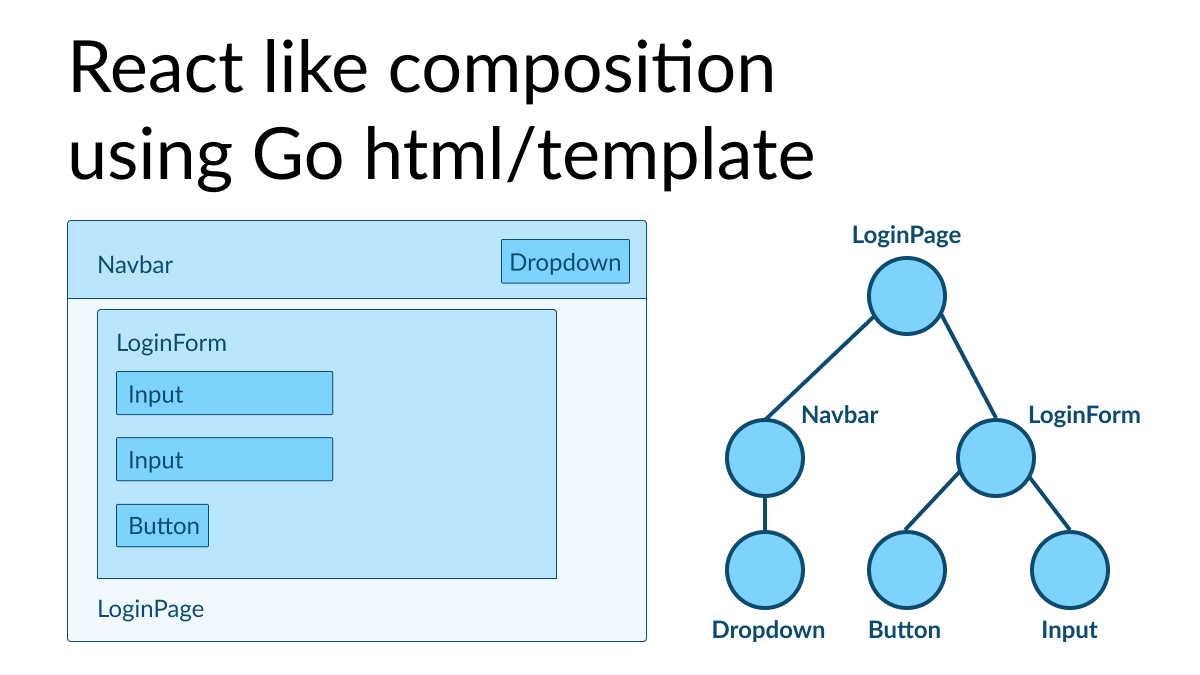 React like composition
using Go html/template
Navbar
Dropdown
LoginForm
Input
Input
Button
LoginPage
LoginPage
Navbar
LoginForm
Dropdown
Button
Input